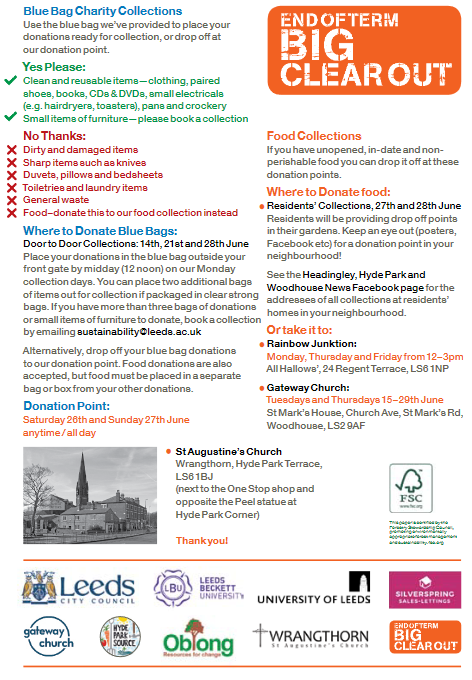 Blue Bag Charity Collections
Use the blue bag we've provided to place your
donations ready for collection, or drop off at
our donation point.
Yes Please:
Clean and reusable items—clothing, paired
shoes, books, CDs & DVDs, small electricals
(e.g. hairdryers, toasters), pans and crockery
Small items of furniture—please book a collection
No Thanks:
Dirty and damaged items
Sharp items such as knives
Duvets, pillows and bedsheets
Toiletries and laundry items
General waste
Food—donate this to our food collection instead
Where to Donate Blue Bags:
Door to Door Collections: 14th, 21st and 28th June
Place your donations in the blue bag outside your
front gate by midday (12 noon) on our Monday
collection days. You can place two additional bags
of items out for collection if packaged in clear strong
bags. If you have more than three bags of donations
or small items of furniture to donate, book a collection
by emailing sustainability@leeds.ac.uk
Alternatively, drop off your blue bag donations
to our donation point. Food donations are also
accepted, but food must be placed in a separate
bag or box from your other donations.
Donation Point:
Saturday 26th and Sunday 27th June
anytime / all day
St Augustine's Church
Wrangthorn, Hyde Park Terrace,
LS6 1BJ
(next to the One Stop shop and
opposite the Peel statue at
Hyde Park Corner)
Thank you!
END OF TERM
BIG
CLEAR OUT
Food Collections
If you have unopened, in-date and non-
perishable food you can drop it off at these
donation points.
Where to Donate food:
Residents' Collections, 27th and 28th June
Residents will be providing drop off points
in their gardens. Keep an eye out (posters,
Facebook etc) for a donation point in your
neighbourhood!
See the Headingley, Hyde Park and
Woodhouse News Facebook page for the
addresses of all collections at residents'
homes in your neighbourhood.
Or take it to:
Rainbow Junktion:
Monday, Thursday and Friday from 12–3pm
All Hallows', 24 Regent Terrace, LS6 1NP
Gateway Church:
Tuesdays and Thursdays 15–29th June
St Mark's House, Church Ave, St Mark's Rd,
Woodhouse, LS2 9AF
FSC
www.fsc.org
Leeds
CITY COUNCIL
LBU
LEEDS
BECKETT
UNIVERSITY
UNIVERSITY OF LEEDS
SILVERSPRING
SALES-LETTINGS
gateway
church
HYDE
PARK
SOURCE
Oblong
Resources for change
WRANGTHORN
St Augustine's Church
END OF TERM
BIG
CLEAR OUT